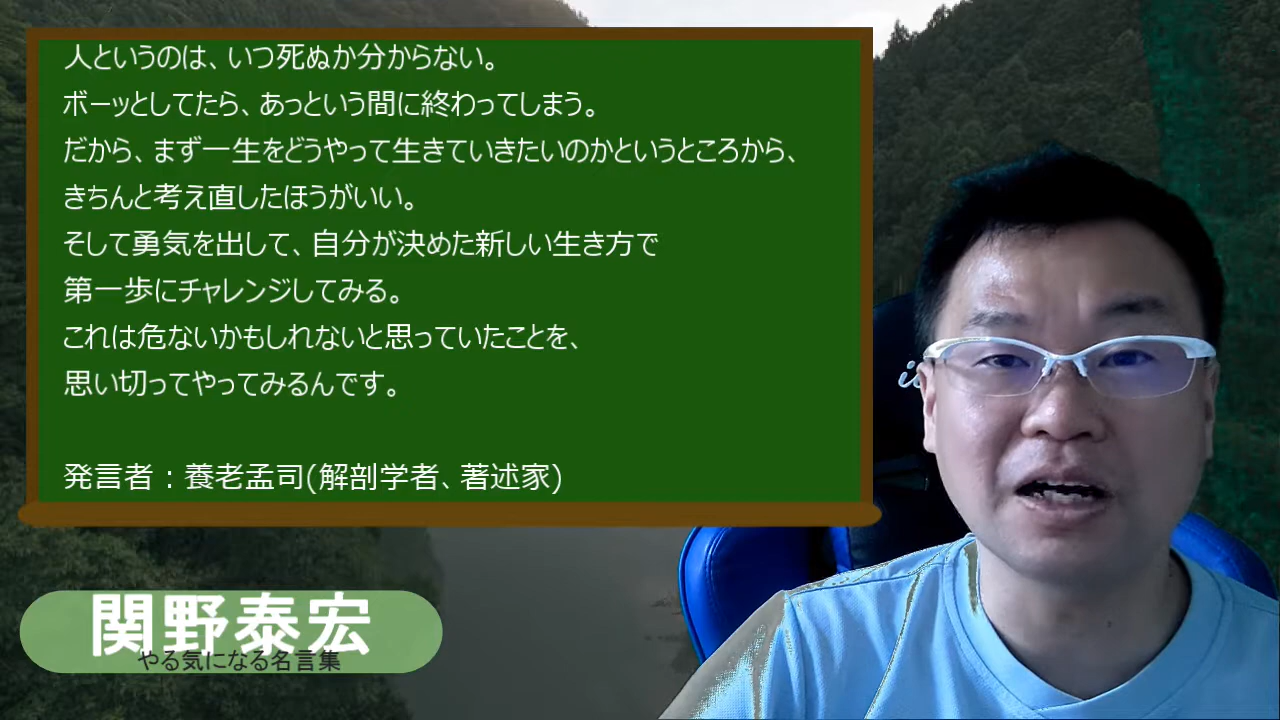 人というのは、いつ死ぬか分からない。
ボーッとしてたら、あっという間に終わってしまう。
だから、まず一生をどうやって生きていきたいのかというところから、
きちんと考え直したほうがいい。
そして勇気を出して、自分が決めた新しい生き方で
第一歩にチャレンジしてみる。
これは危ないかもしれないと思っていたことを、
思い切ってやってみるんです。
発言者：養老孟司(解剖学者、著述家)
関野泰宏
やる気になる名言集